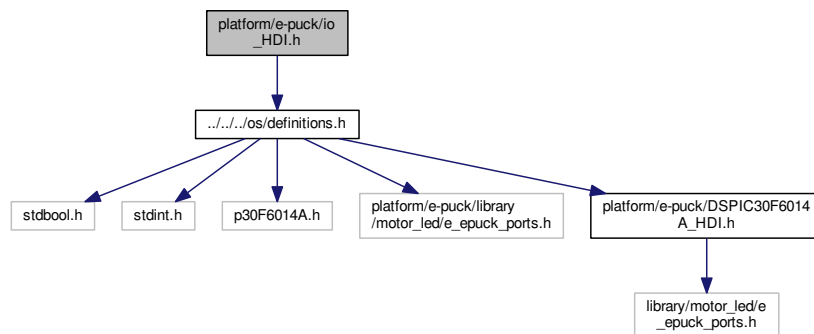 platform/e-puck/io
_HDI.h
../../../os/definitions.h
stdbool.h
stdint.h
p30F6014A.h
platform/e-puck/library
/motor_led/e_epuck_ports.h
platform/e-puck/DSPIC30F6014
A_HDI.h
library/motor_led/e
_epuck_ports.h